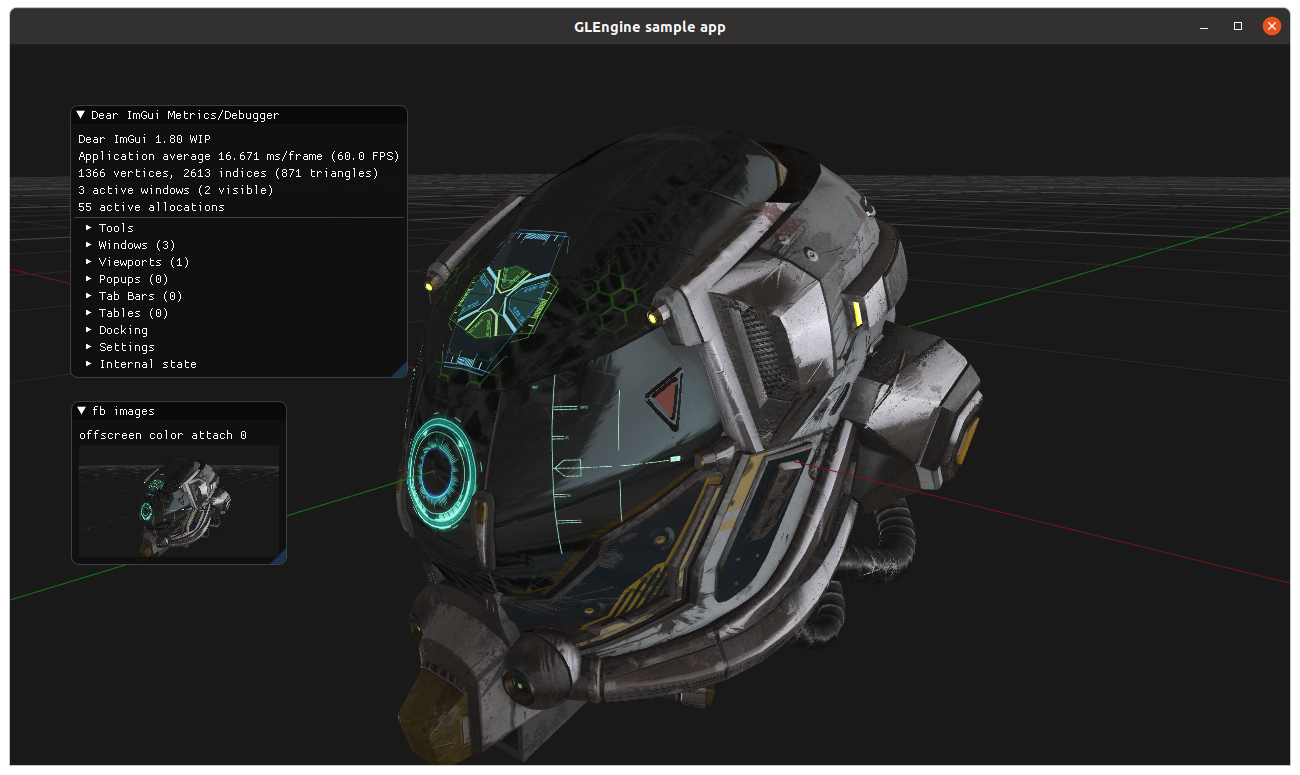 GLEngine sample app
Dear ImGui Metrics/Debugger
Dear ImGui 1.80 WIP
Application average 16.671 ms/frame (60.0 FPS)
1366 vertices, 2613 indices (871 triangles)
3 active windows (2 visible)
55 active allocations
Tools
Windows (3)
Viewports (1)
Popups (0)
Tab Bars (0)
Tables (0)
Docking
Settings
Internal state
fb images
offscreen color attach 0